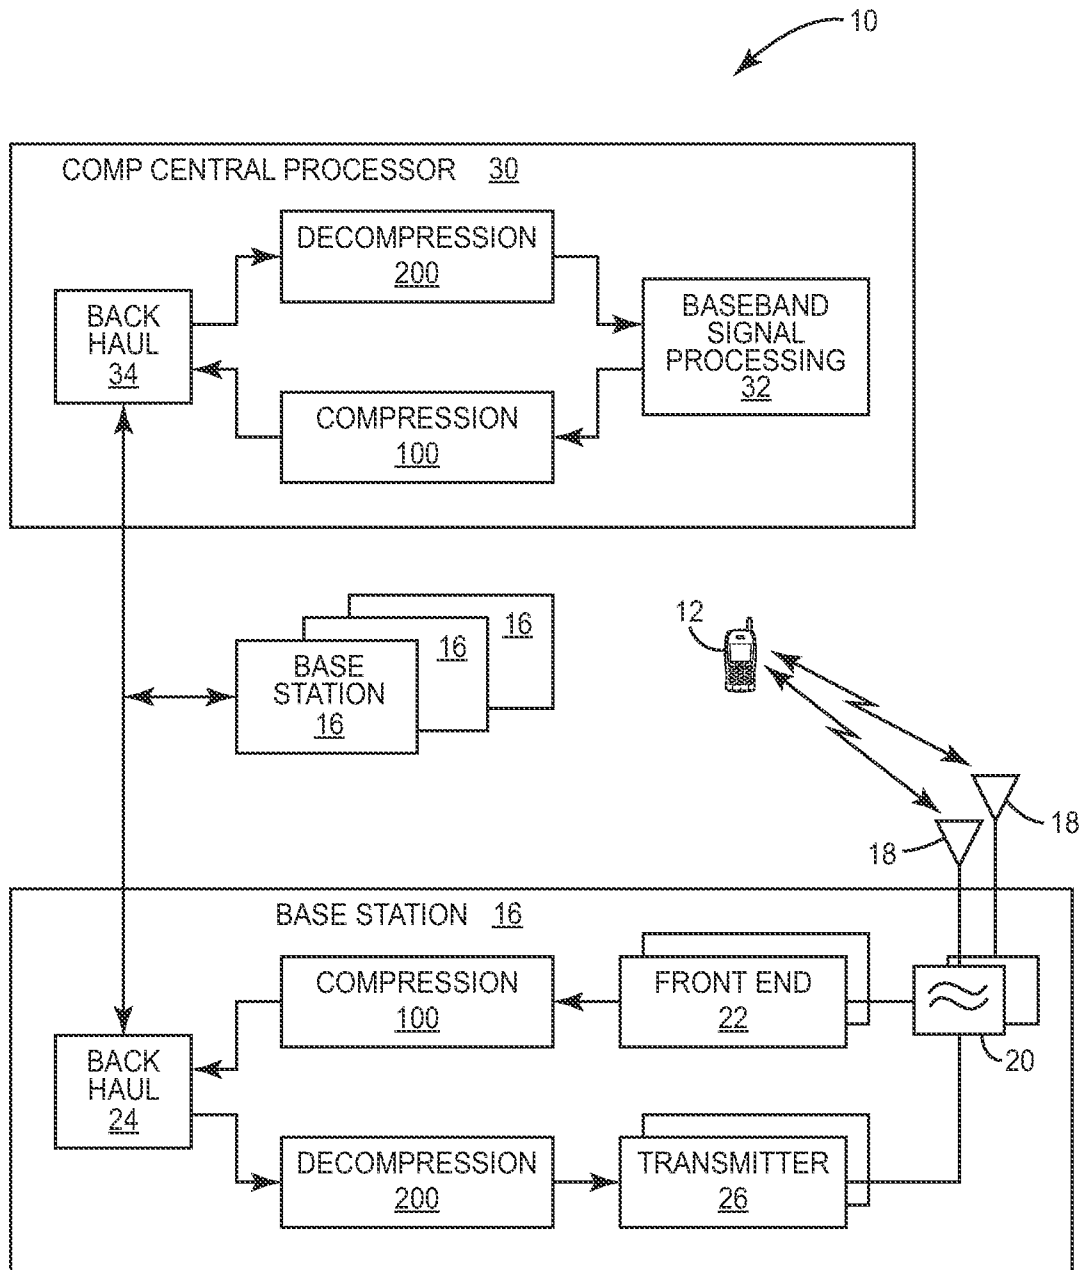 10
COMP CENTRAL PROCESSOR 30
DECOMPRESSION
200
BACK
HAUL
34
BASEBAND
SIGNAL
PROCESSING
32
COMPRESSION
100
16
16
BASE
STATION
16
12
18
18
BASE STATION 16
COMPRESSION
100
FRONT END
22
20
BACK
HAUL
24
DECOMPRESSION
200
TRANSMITTER
26